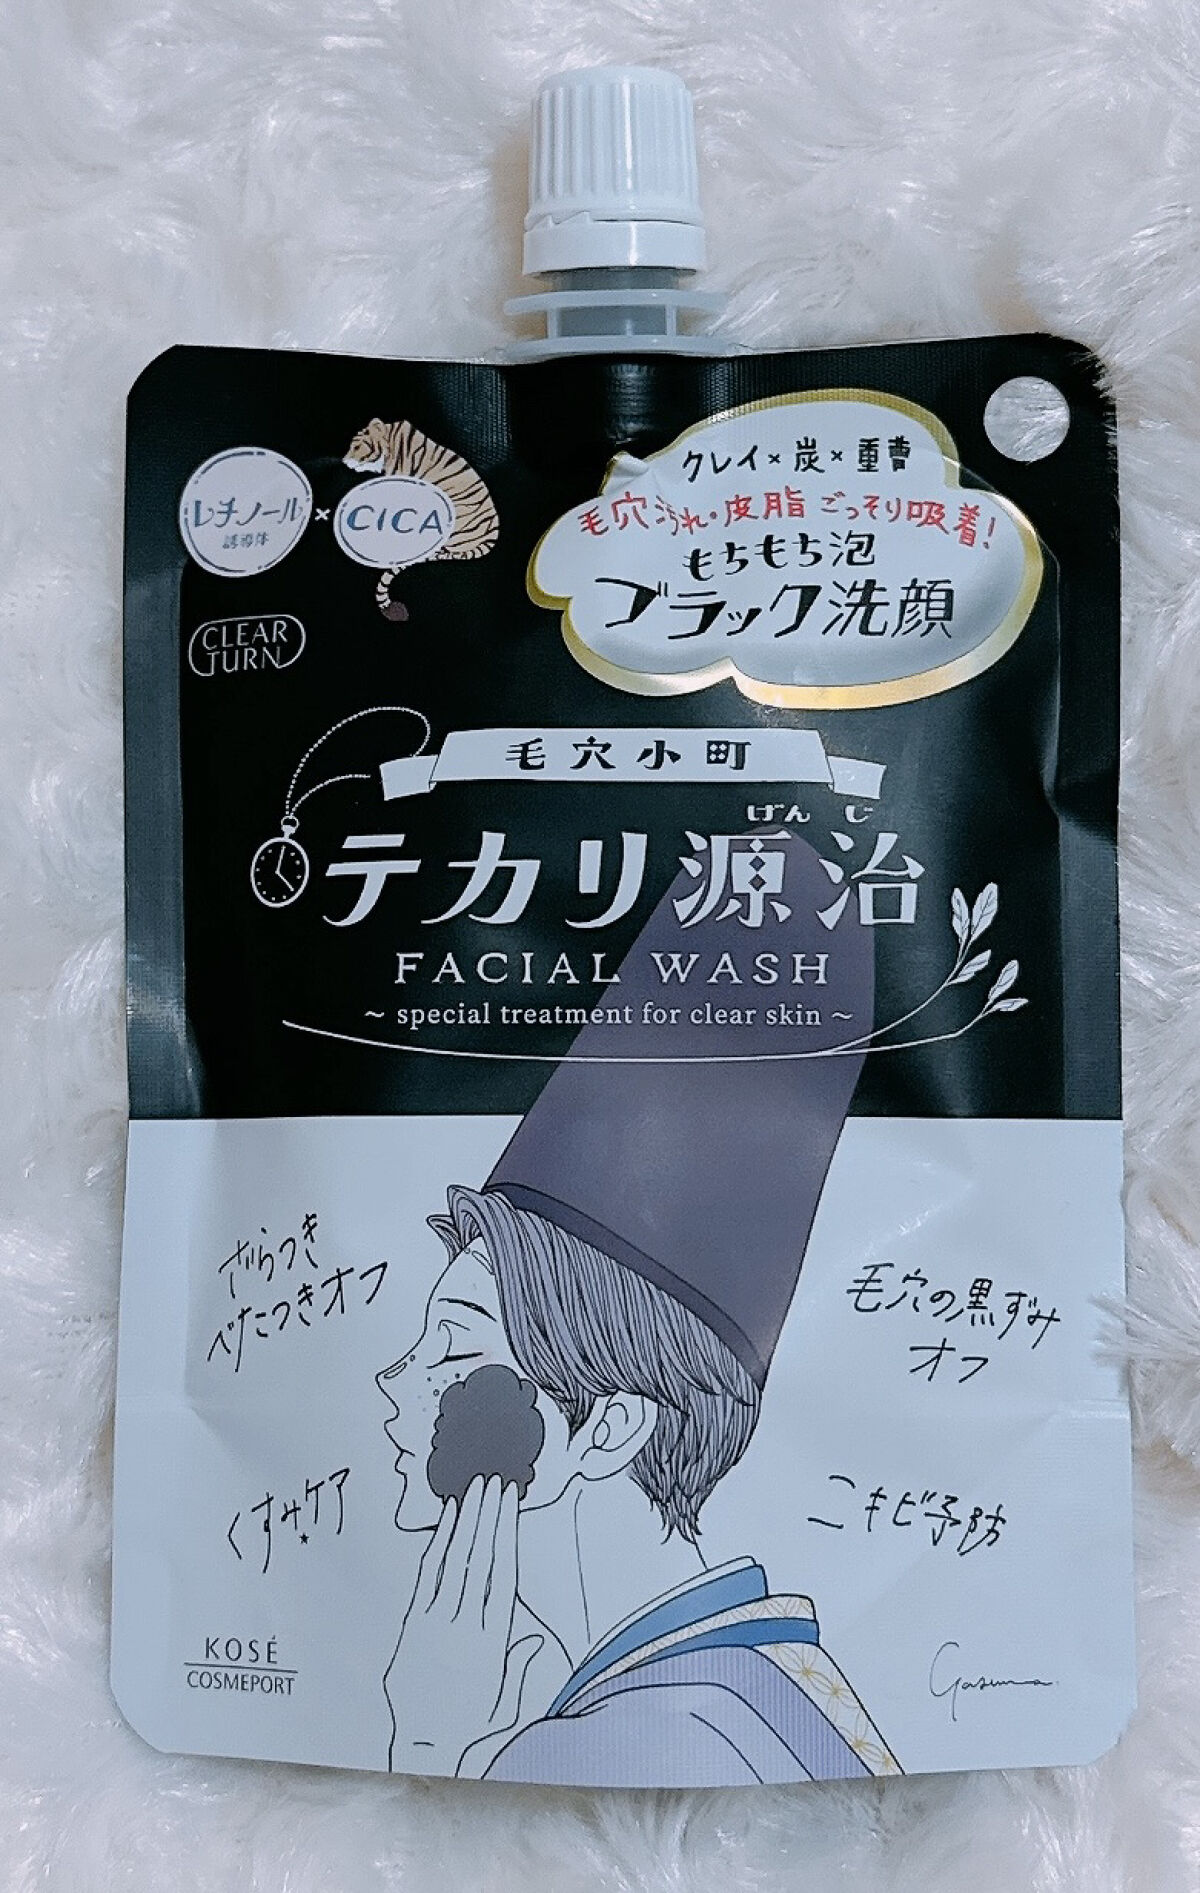 レチノール
誘導体
×
CICA
CICA
クレイ×炭×重曹
毛穴汚れ・皮脂ごっそり吸着!
もちもち泡
ブラック洗顔
CLEAR
TURN
毛穴小町
げんじ
テカリ源治
FACIAL WASH
~ special treatment for clear skin ~
ざらつき
べたつきオフ
毛穴の黒ずみ
オフ
くすみケア
ニキビ予防
KOSÉ
COSMEPORT